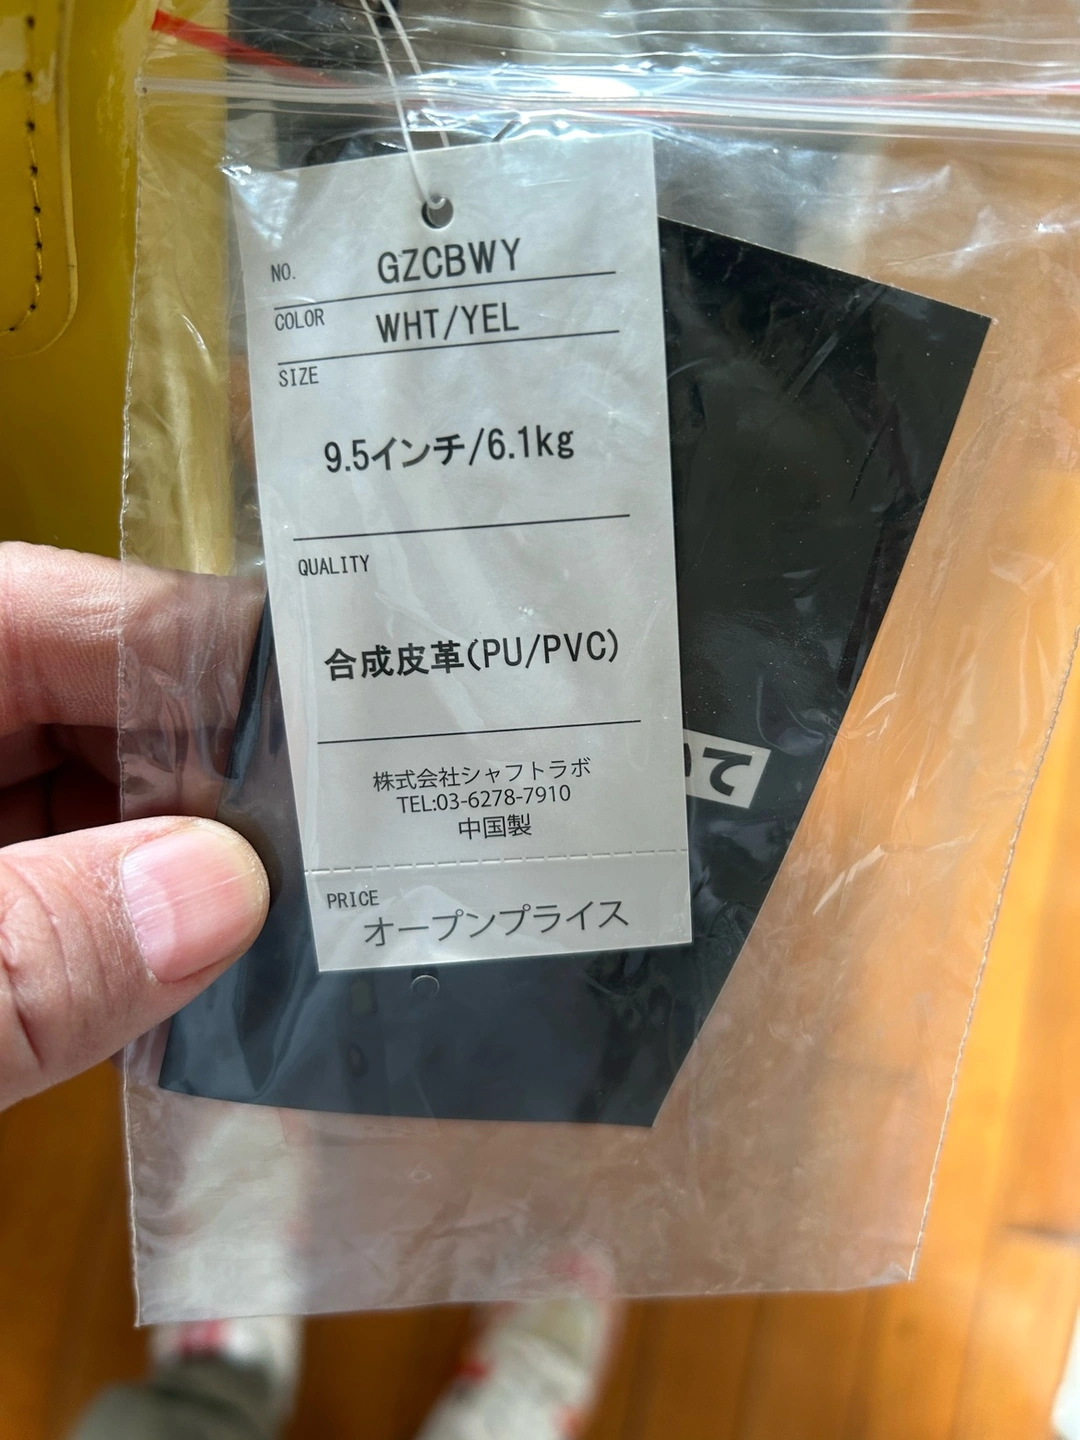 NO. GZCBWY
COLOR WHT/YEL
SIZE
9.5インチ/6.1kg
QUALITY
合成皮革(PU/PVC)
株式会社シャフトラボ
TEL:03-6278-7910
中国製
PRICE
オープンプライス
いて